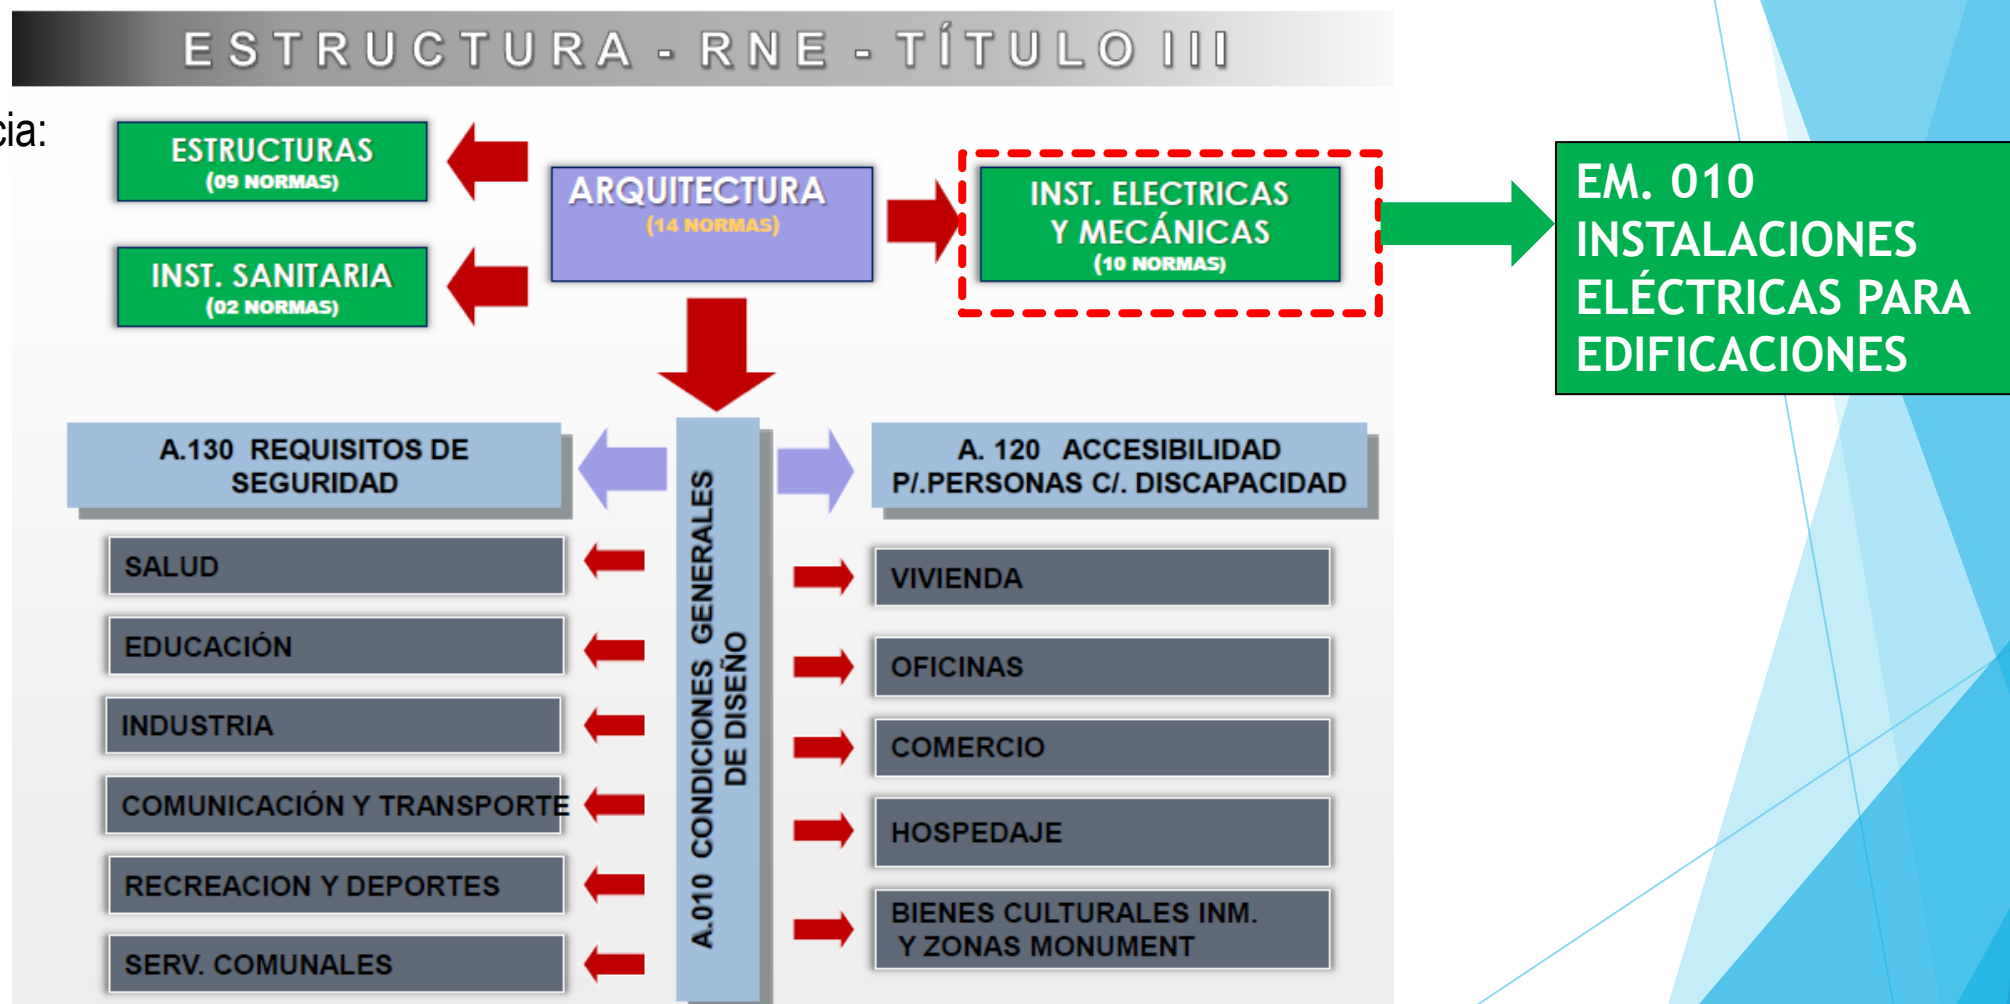 ESTRUCTURA - RNE - TÍTULO III
cia:
ESTRUCTURAS
(09 NORMAS)
INST. SANITARIA
(02 NORMAS)
ARQUITECTURA
(14 NORMAS)
INST. ELECTRICAS
Y MECÁNICAS
(10 NORMAS)
EM. 010
INSTALACIONES
ELÉCTRICAS PARA
EDIFICACIONES
A.130 REQUISITOS DE
SEGURIDAD
A.010 CONDICIONES GENERALES
DE DISEÑO
A. 120 ACCESIBILIDAD
P/.PERSONAS C/. DISCAPACIDAD
SALUD
EDUCACIÓN
INDUSTRIA
COMUNICACIÓN Y TRANSPORTE
RECREACION Y DEPORTES
SERV. COMUNALES
VIVIENDA
OFICINAS
COMERCIO
HOSPEDAJE
BIENES CULTURALES INM.
Y ZONAS MONUMENT